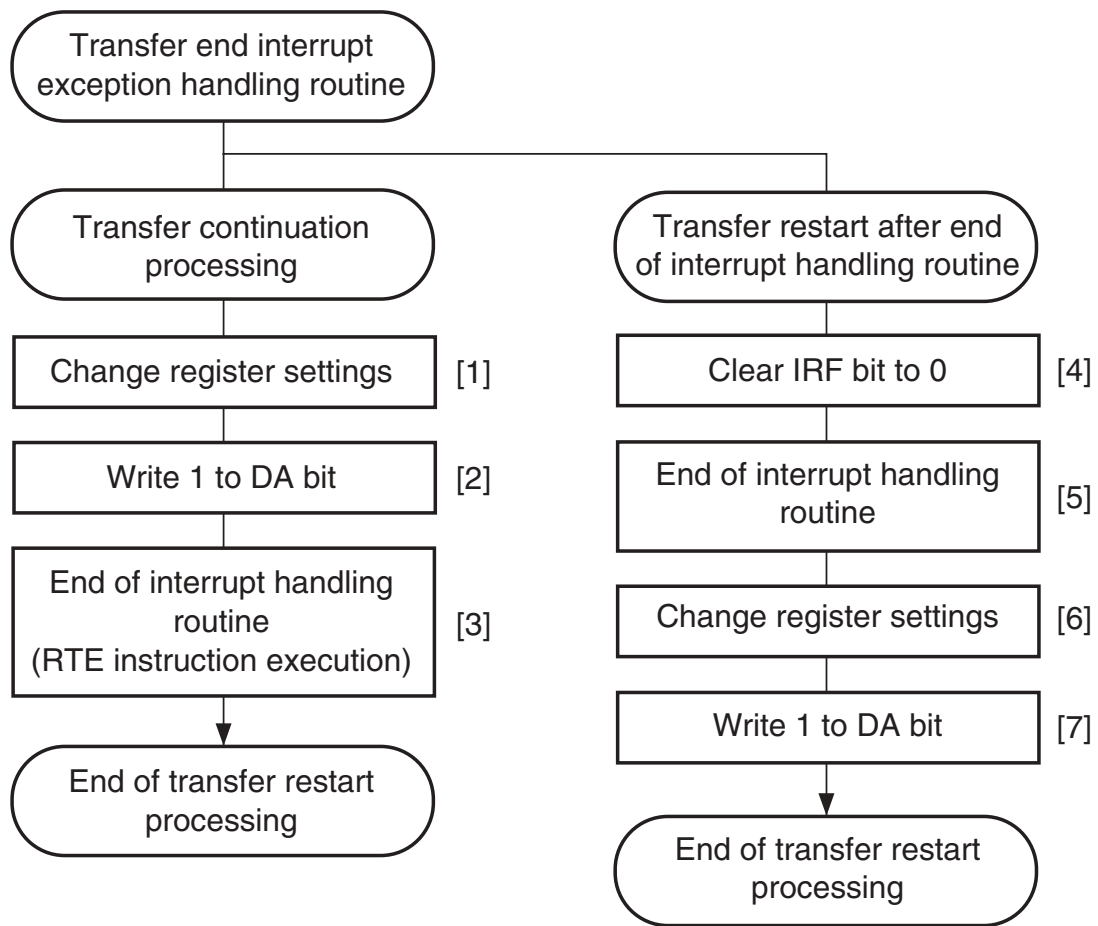 Transfer end interrupt
exception handling routine
Transfer continuation
processing
Change register settings
[1]
Write 1 to DA bit
[2]
End of interrupt handling
routine
(RTE instruction execution)
[3]
End of transfer restart
processing
Transfer restart after end
of interrupt handling routine
Clear IRF bit to 0
[4]
End of interrupt handling
routine
[5]
Change register settings
[6]
Write 1 to DA bit
[7]
End of transfer restart
processing